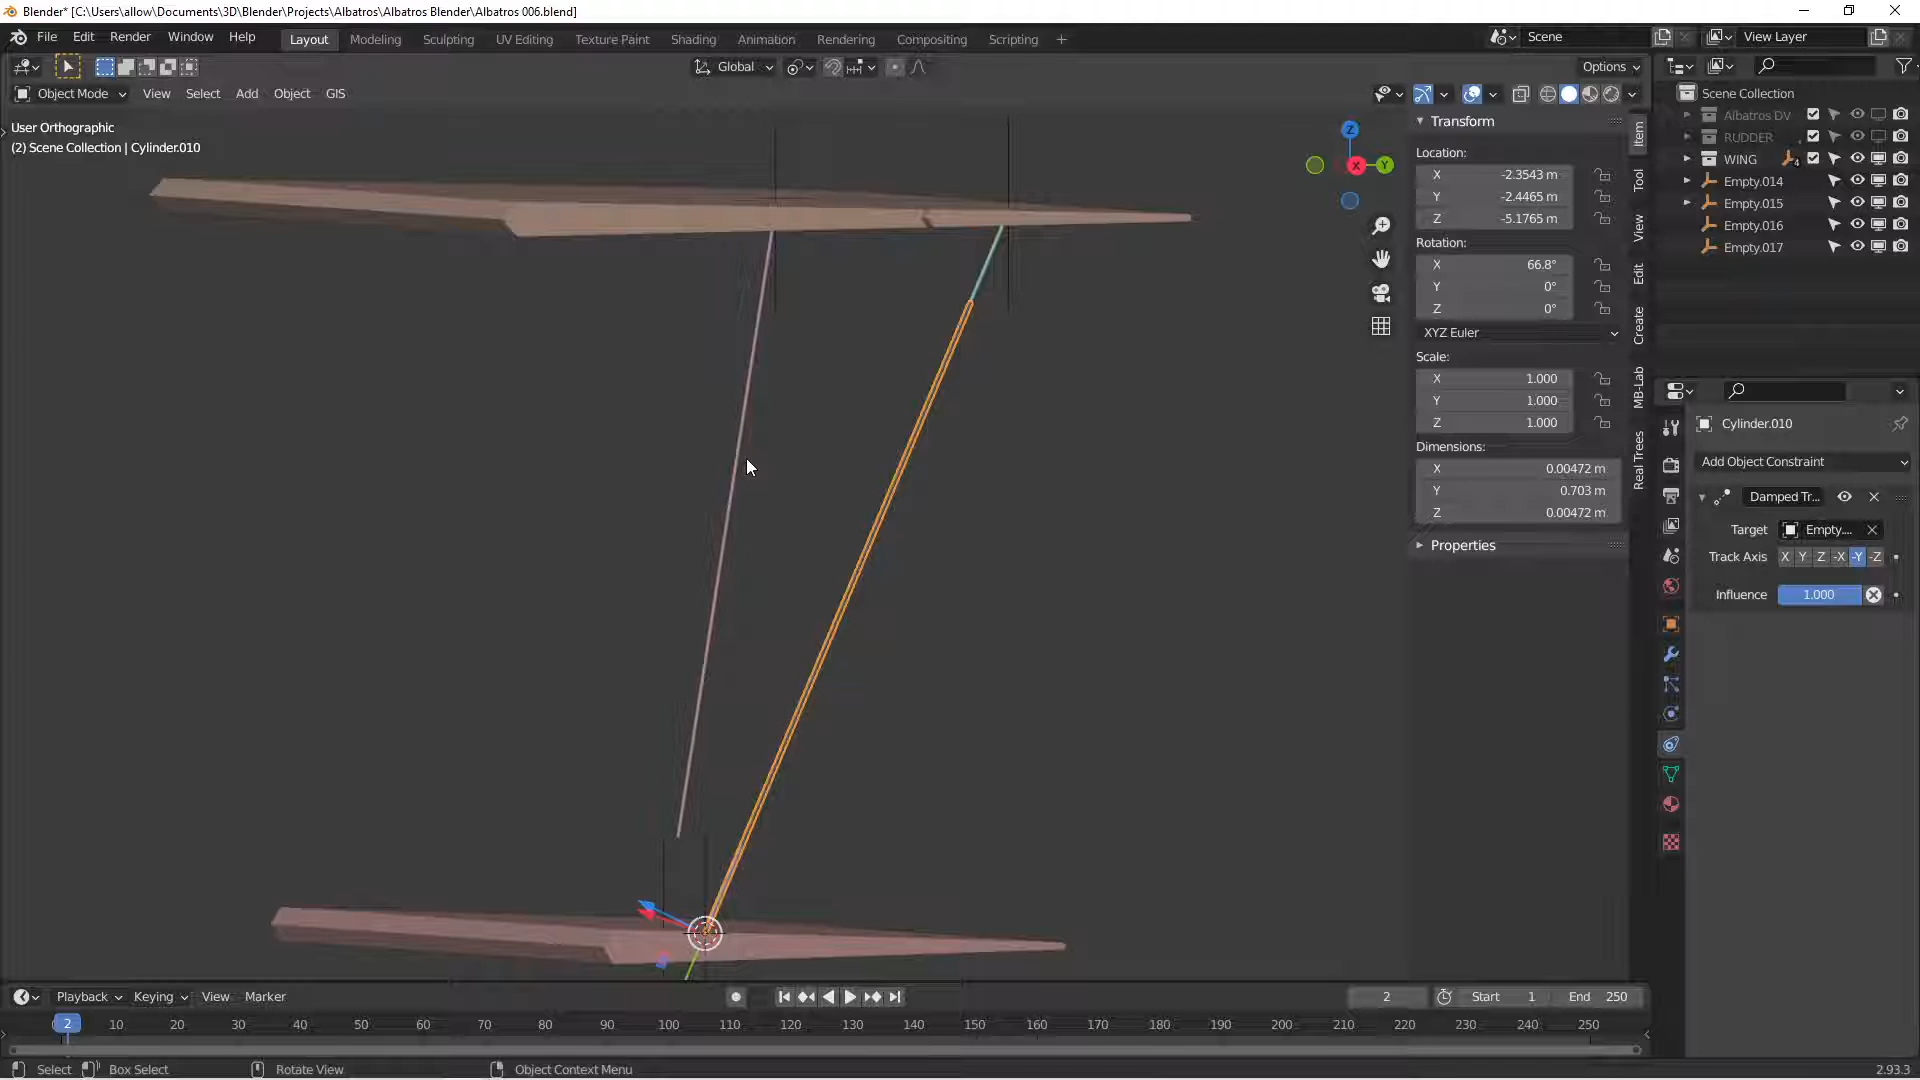 Blender* [C:\Users\allow\Documents\3D\Blender\Projects\Albatros\Albatros Blender\Albatros 006.blend]
File Edit Render Window Help Layout Modeling Sculpting UV Editing Texture Paint Shading Animation Rendering Compositing Scripting + Scene View Layer
Global Options
Object Mode View Select Add Object GIS
User Orthographic
(2) Scene Collection | Cylinder.010
Z
X
Y
Transform
Location:
X -2.3543 m
Y -2.4465 m
Z -5.1765 m
Rotation:
X 66.8°
Y 0°
Z 0°
XYZ Euler
Scale:
X 1.000
Y 1.000
Z 1.000
Dimensions:
X 0.00472 m
Y 0.703 m
Z 0.00472 m
Properties
Item
Tool
View
Edit
Create
MB-Lab
Real Trees
Scene Collection
Albatros DV
RUDDER
WING 4
Empty.014
Empty.015
Empty.016
Empty.017
Cylinder.010
Add Object Constraint
Damped Tr...
Target Empty....
Track Axis X Y Z -X -Y -Z
Influence 1.000
Playback Keying View Marker 2 Start 1 End 250
2 10 20 30 40 50 60 70 80 90 100 110 120 130 140 150 160 170 180 190 200 210 220 230 240 250
Select Box Select Rotate View Object Context Menu 2.93.3